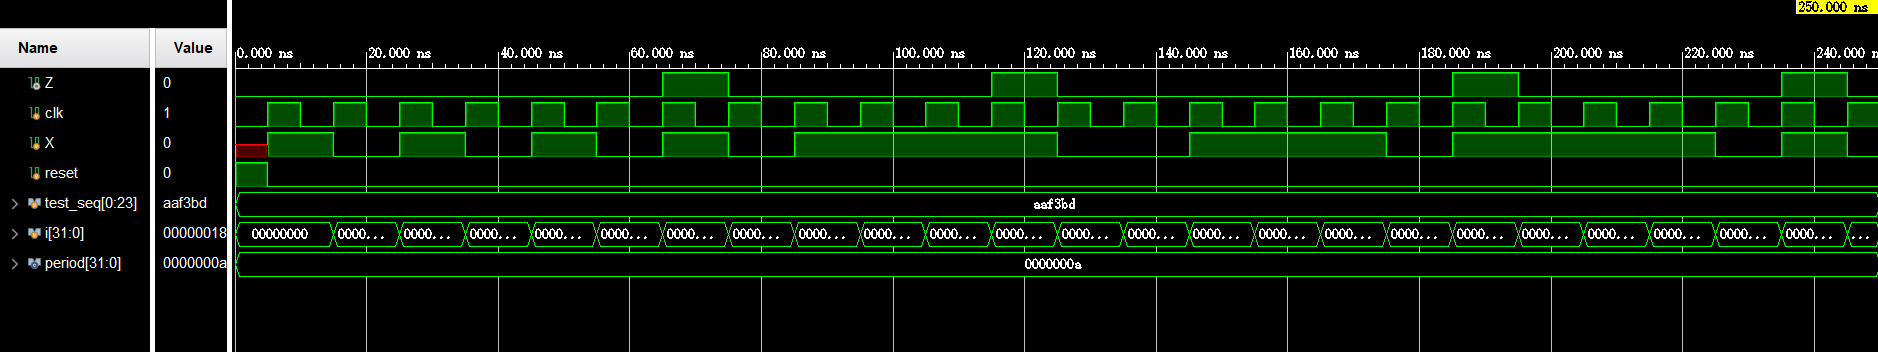 250.000 ns
Name Value 0.000 ns 20.000 ns 40.000 ns 60.000 ns 80.000 ns 100.000 ns 120.000 ns 140.000 ns 160.000 ns 180.000 ns 200.000 ns 220.000 ns 240.000 ns
Z 0
clk 1
X 0
reset 0
test_seq[0:23] aaf3bd aaf3bd
i[31:0] 00000018 00000000 0000... 0000... 0000... 0000... 0000... 0000... 0000... 0000... 0000... 0000... 0000... 0000... 0000... 0000... 0000... 0000... 0000... 0000... 0000... 0000... 0000... 0000... 0000... ...
period[31:0] 0000000a 0000000a